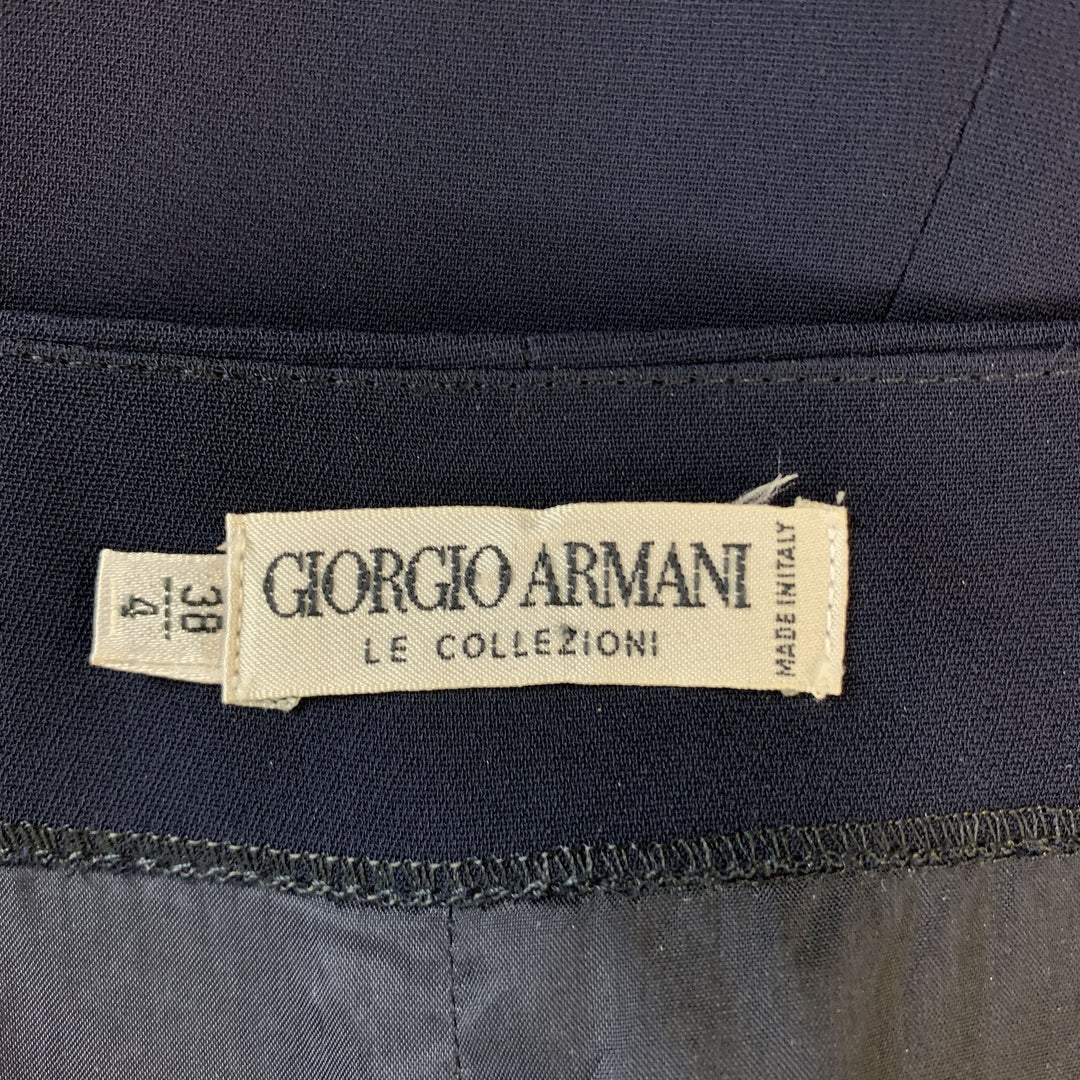 GIORGIO ARMANI
LE COLLEZIONI
MADE IN ITALY
38
4